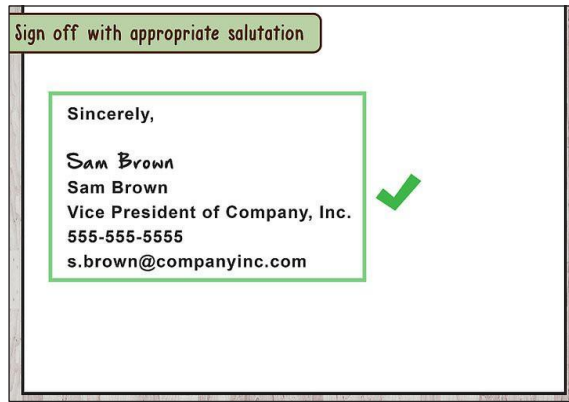 Sign off with appropriate salutation
Sincerely,
Sam Brown
Sam Brown
Vice President of Company, Inc.
555-555-5555
s.brown@companyinc.com